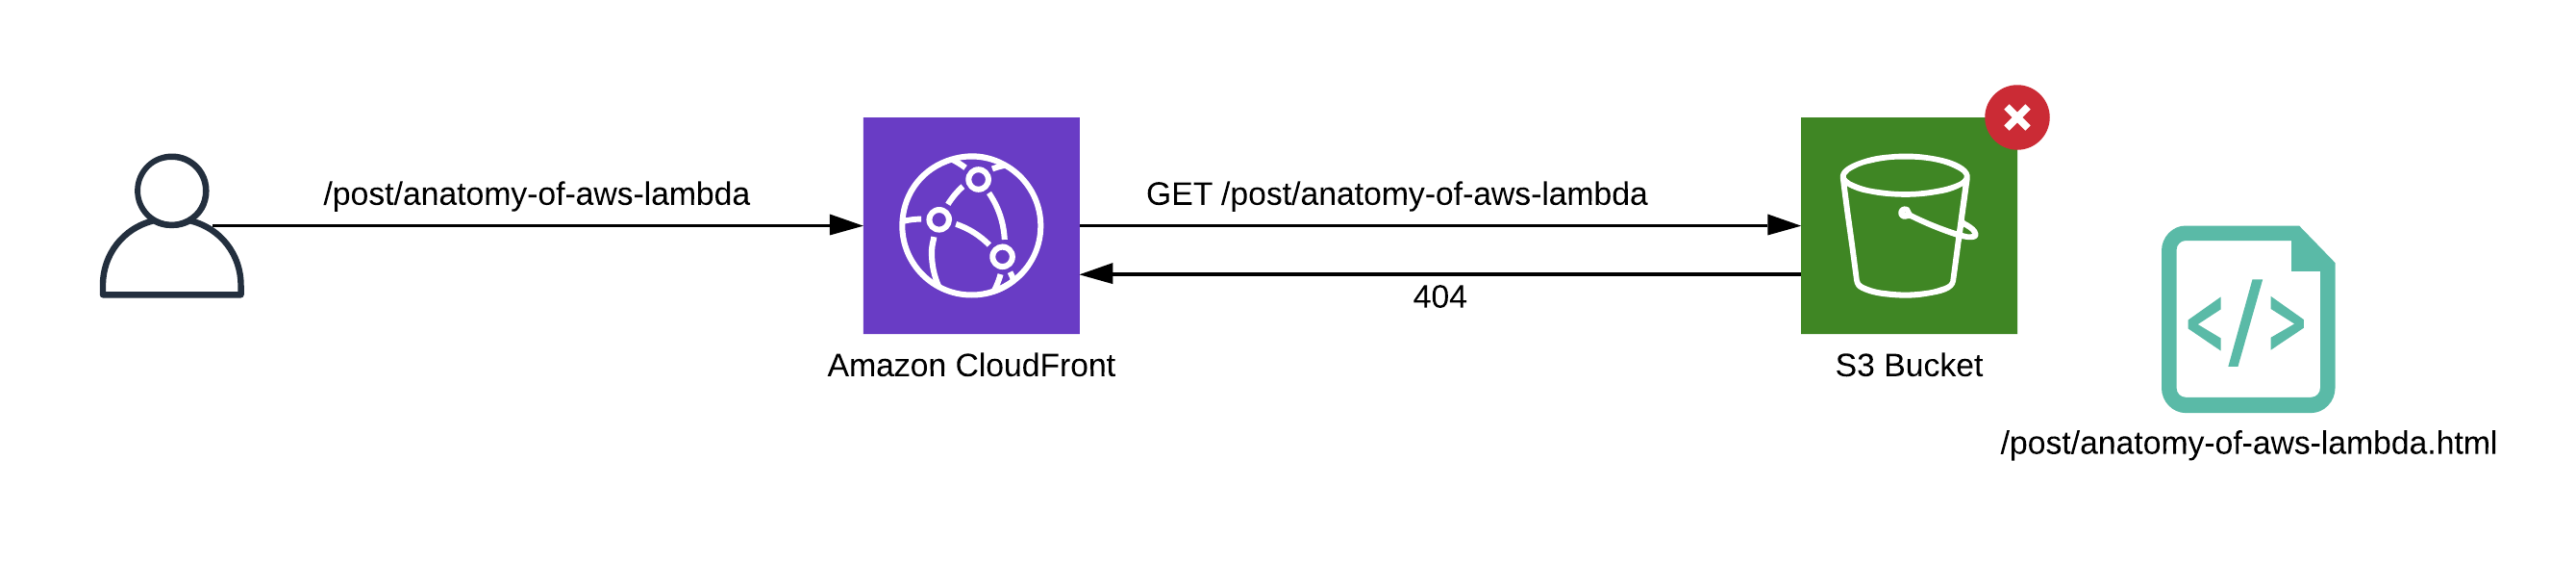 /post/anatomy-of-aws-lambda
GET /post/anatomy-of-aws-lambda
404
Amazon CloudFront
S3 Bucket
</>
/post/anatomy-of-aws-lambda.html